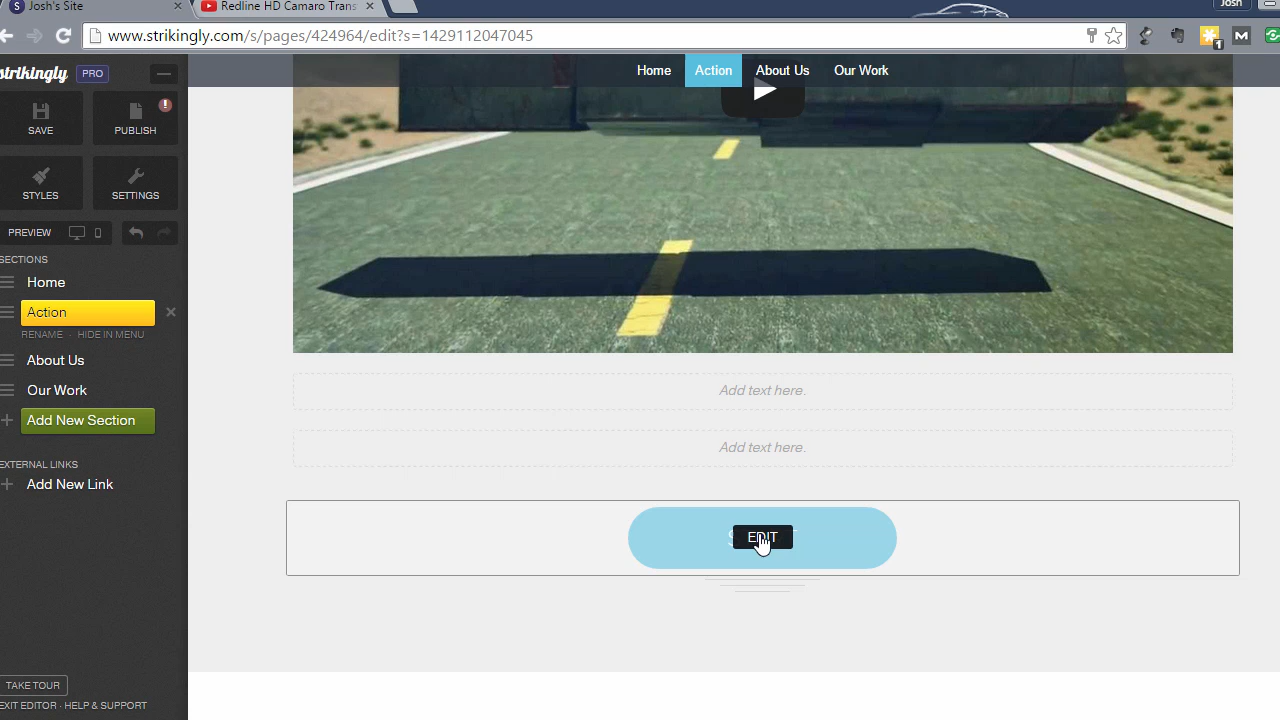 Josh's Site
Redline HD Camaro Trans
Josh
www.strikingly.com/s/pages/424964/edit?s=1429112047045
1
strikingly PRO
SAVE
PUBLISH
STYLES
SETTINGS
PREVIEW
SECTIONS
Home
Action
RENAME · HIDE IN MENU
About Us
Our Work
Add New Section
EXTERNAL LINKS
Add New Link
TAKE TOUR
EXIT EDITOR · HELP & SUPPORT
Home Action About Us Our Work
Add text here.
Add text here.
EDIT